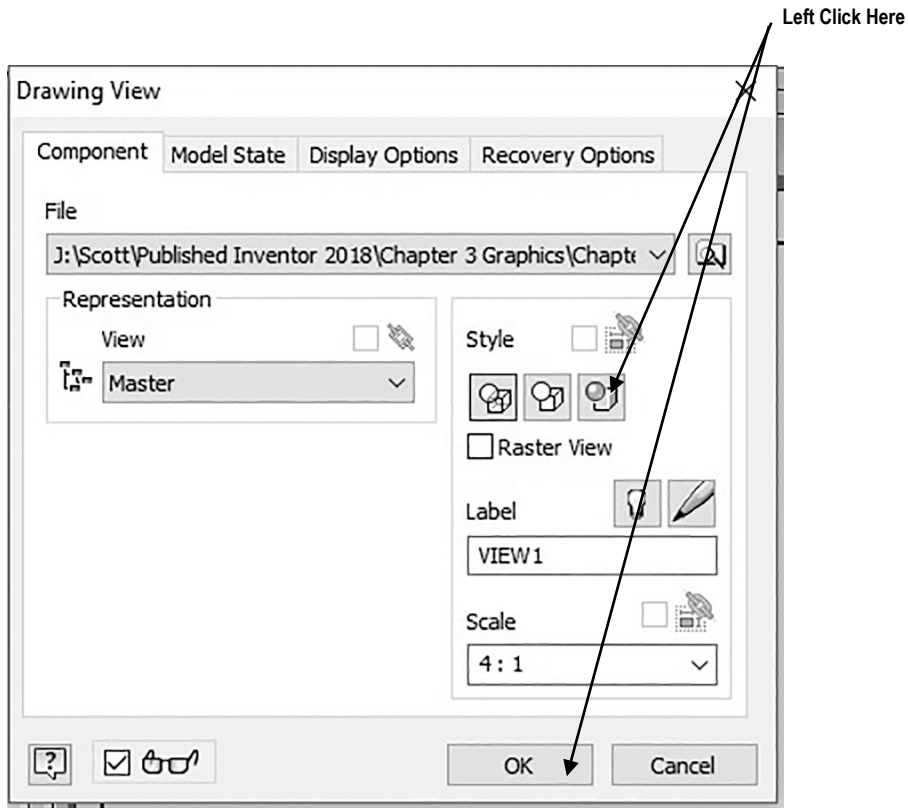 Left Click Here
Drawing View
Component Model State Display Options Recovery Options
File
J:\Scott\Published Inventor 2018\Chapter 3 Graphics\Chapte
Representation
View
Master
Style
Raster View
Label
VIEW1
Scale
4 : 1
?
OK
Cancel